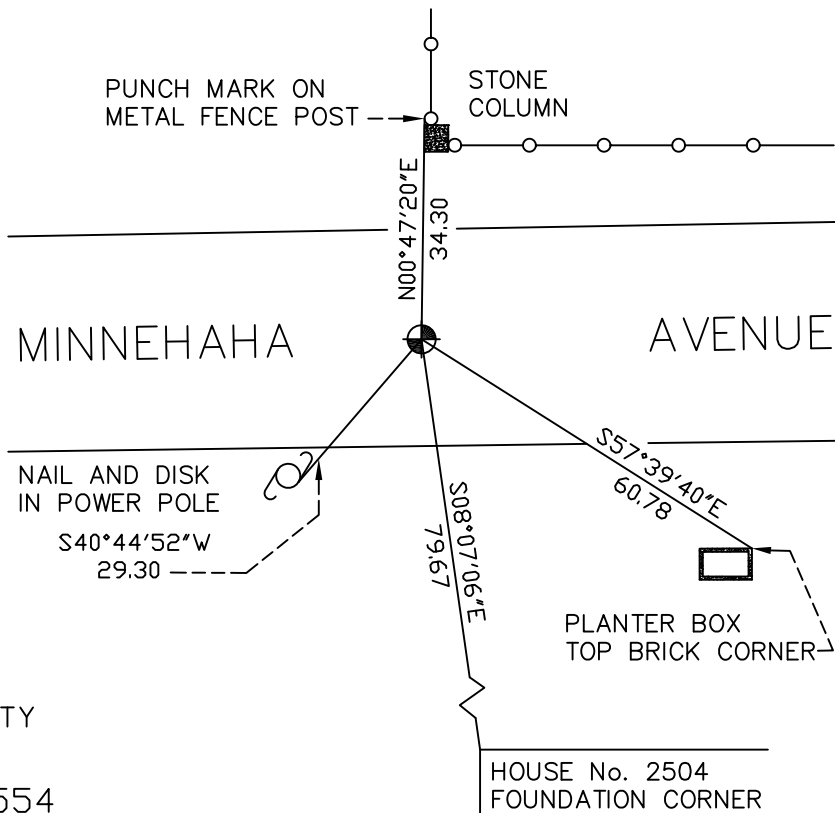 PUNCH MARK ON
METAL FENCE POST
STONE
COLUMN
N00°47'20"E
34.30
MINNEHAHA AVENUE
NAIL AND DISK
IN POWER POLE
S40°44'52"W
29.30
S08°07'06"E
79.67
S57°39'40"E
60.78
PLANTER BOX
TOP BRICK CORNER
TY
554
HOUSE No. 2504
FOUNDATION CORNER